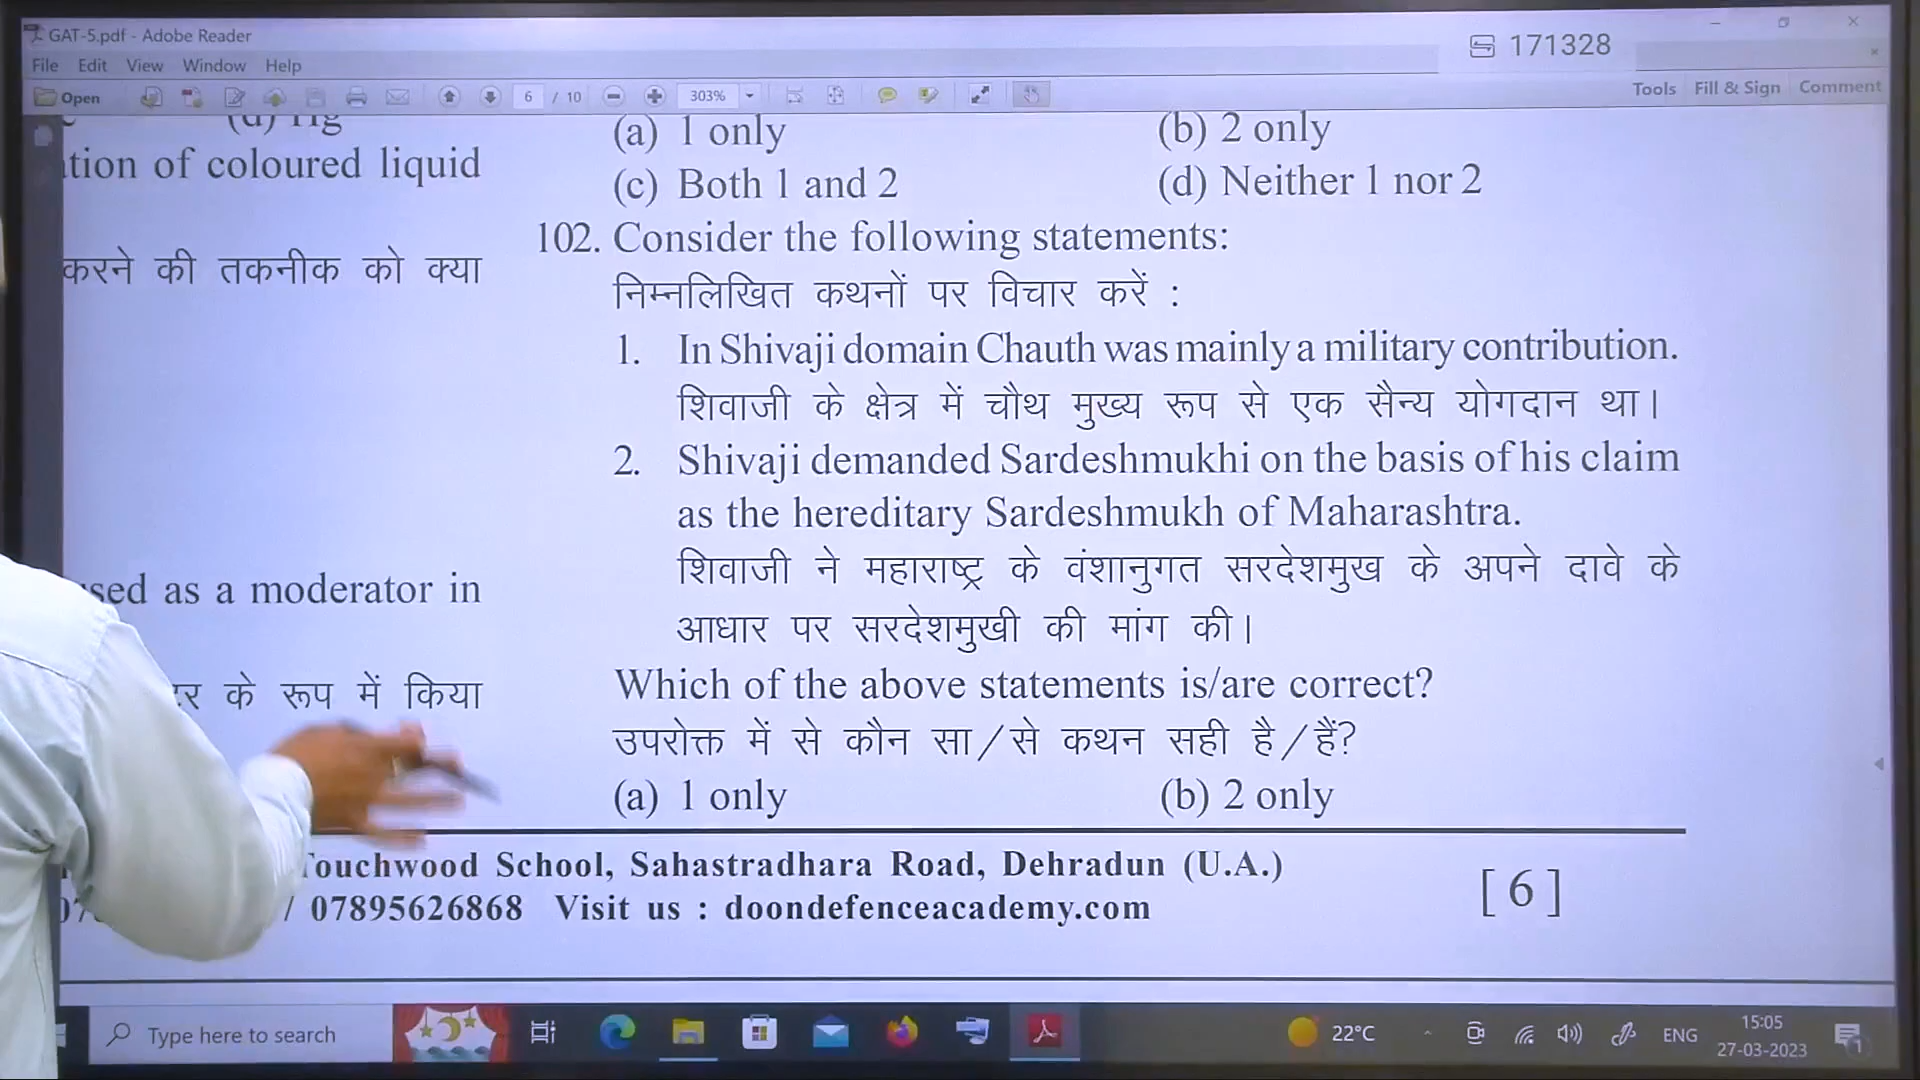 GAT-5.pdf - Adobe Reader
171328
File Edit View Window Help
Open
6 / 10
303%
Tools Fill & Sign Comment
tion of coloured liquid
करने की तकनीक को क्या
sed as a moderator in
के रूप में किया
(a) 1 only (b) 2 only
(c) Both 1 and 2 (d) Neither 1 nor 2
102. Consider the following statements:
निम्नलिखित कथनों पर विचार करें :
1. In Shivaji domain Chauth was mainly a military contribution.
शिवाजी के क्षेत्र में चौथ मुख्य रूप से एक सैन्य योगदान था।
2. Shivaji demanded Sardeshmukhi on the basis of his claim
as the hereditary Sardeshmukh of Maharashtra.
शिवाजी ने महाराष्ट्र के वंशानुगत सरदेशमुख के अपने दावे के
आधार पर सरदेशमुखी की मांग की।
Which of the above statements is/are correct?
उपरोक्त में से कौन सा/से कथन सही है/हैं?
(a) 1 only (b) 2 only
Touchwood School, Sahastradhara Road, Dehradun (U.A.)
/ 07895626868 Visit us : doondefenceacademy.com
[ 6 ]
Type here to search
22°C
ENG
15:05
27-03-2023
1